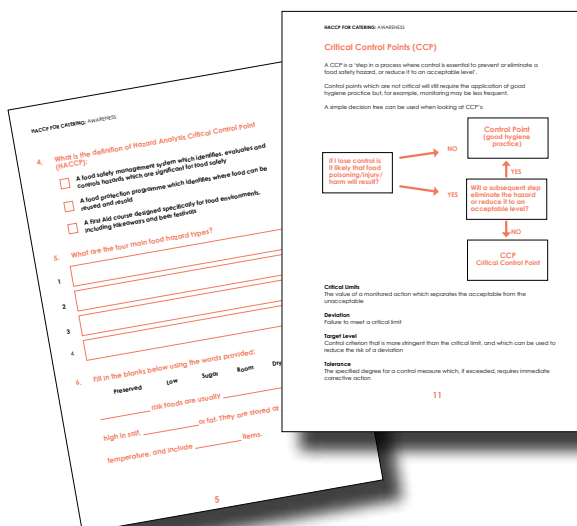 HACCP FOR CATERING: AWARENESS
4. What is the definition of Hazard Analysis Critical Control Point
(HACCP):
A food safety management system which identifies, evaluates and
controls hazards which are significant for food safety
A food protection programme which identifies where food can be
reused and resold
A First Aid course designed specifically for food environments,
including takeaways and beer festivals
5. What are the four main food hazard types?
1
2
3
4
6. Fill in the blanks below using the words provided:
Preserved Low Sugar Room Dry
risk foods are usually
high in salt, or fat. They are stored at
temperature, and include items.
5
HACCP FOR CATERING: AWARENESS
Critical Control Points (CCP)
A CCP is a 'step in a process where control is essential to prevent or eliminate a
food safety hazard, or reduce it to an acceptable level'.
Control points which are not critical will still require the application of good
hygiene practice but, for example, monitoring may be less frequent.
A simple decision tree can be used when looking at CCP's:
If I lose control is
it likely that food
poisoning/injury/
harm will result?
NO
YES
Control Point
(good hygiene
practice)
YES
Will a subsequent step
eliminate the hazard
or reduce it to an
acceptable level?
NO
CCP
Critical Control Point
Critical Limits
The value of a monitored action which separates the acceptable from the
unacceptable
Deviation
Failure to meet a critical limit
Target Level
Control criterion that is more stringent than the critical limit, and which can be used to
reduce the risk of a deviation
Tolerance
The specified degree for a control measure which, if exceeded, requires immediate
corrective action
11